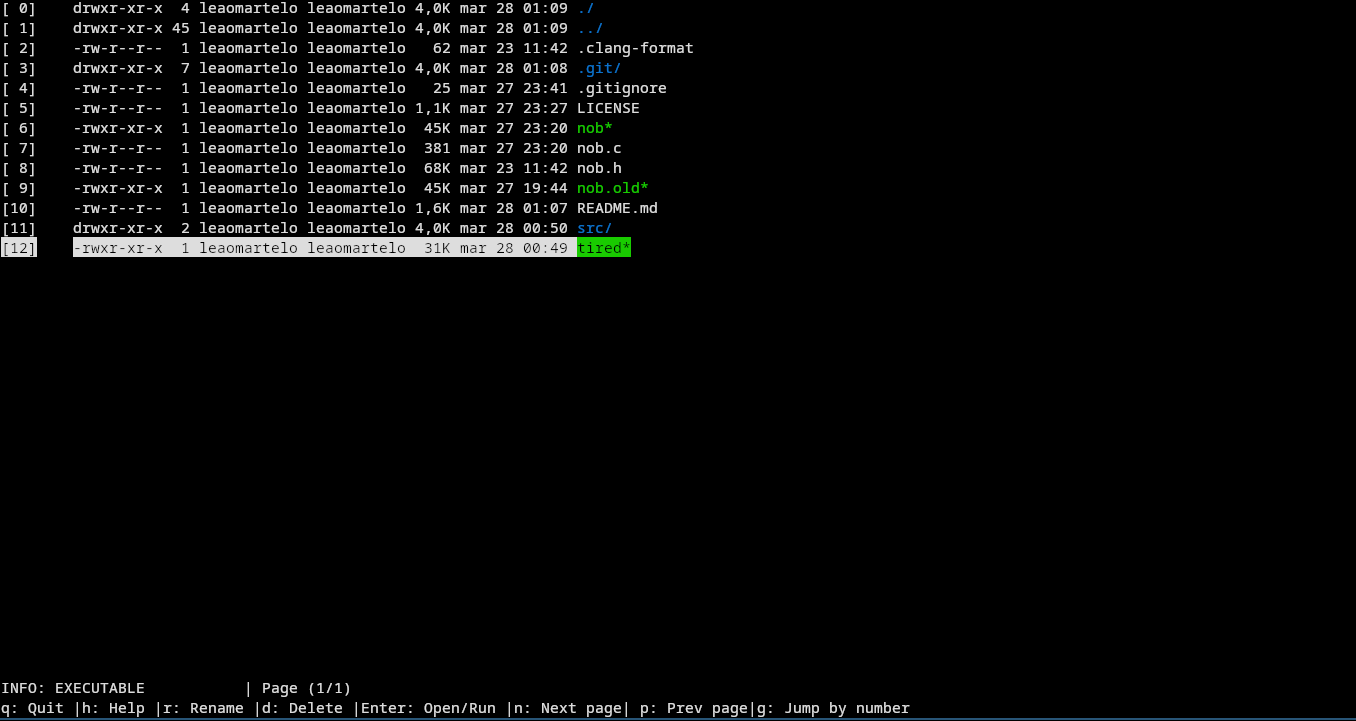 [ 0]    drwxr-xr-x  4 leaomartelo leaomartelo 4,0K mar 28 01:09 ./
[ 1]    drwxr-xr-x 45 leaomartelo leaomartelo 4,0K mar 28 01:09 ../
[ 2]    -rw-r--r--  1 leaomartelo leaomartelo   62 mar 23 11:42 .clang-format
[ 3]    drwxr-xr-x  7 leaomartelo leaomartelo 4,0K mar 28 01:08 .git/
[ 4]    -rw-r--r--  1 leaomartelo leaomartelo   25 mar 27 23:41 .gitignore
[ 5]    -rw-r--r--  1 leaomartelo leaomartelo 1,1K mar 27 23:27 LICENSE
[ 6]    -rwxr-xr-x  1 leaomartelo leaomartelo  45K mar 27 23:20 nob*
[ 7]    -rw-r--r--  1 leaomartelo leaomartelo  381 mar 27 23:20 nob.c
[ 8]    -rw-r--r--  1 leaomartelo leaomartelo  68K mar 23 11:42 nob.h
[ 9]    -rwxr-xr-x  1 leaomartelo leaomartelo  45K mar 27 19:44 nob.old*
[10]    -rw-r--r--  1 leaomartelo leaomartelo 1,6K mar 28 01:07 README.md
[11]    drwxr-xr-x  2 leaomartelo leaomartelo 4,0K mar 28 00:50 src/
[12]    -rwxr-xr-x  1 leaomartelo leaomartelo  31K mar 28 00:49 tired*
INFO: EXECUTABLE           | Page (1/1)
q: Quit |h: Help |r: Rename |d: Delete |Enter: Open/Run |n: Next page| p: Prev page|g: Jump by number